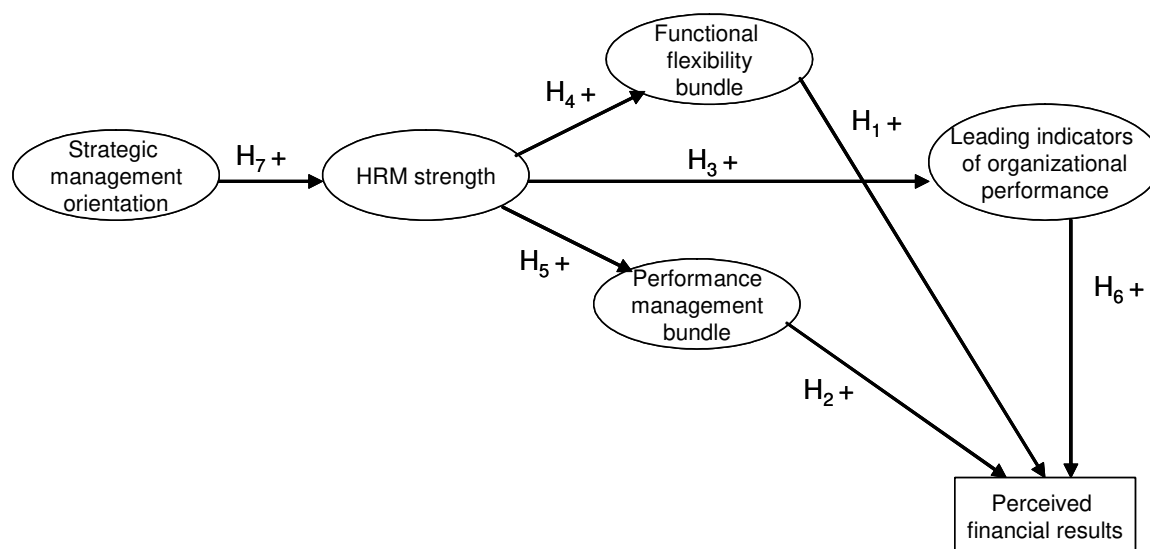 Functional
flexibility
bundle
H₄ +
H₁ +
Strategic
management
orientation
H₇ +
HRM strength
H₃ +
Leading indicators
of organizational
performance
H₅ +
Performance
management
bundle
H₆ +
H₂ +
Perceived
financial results